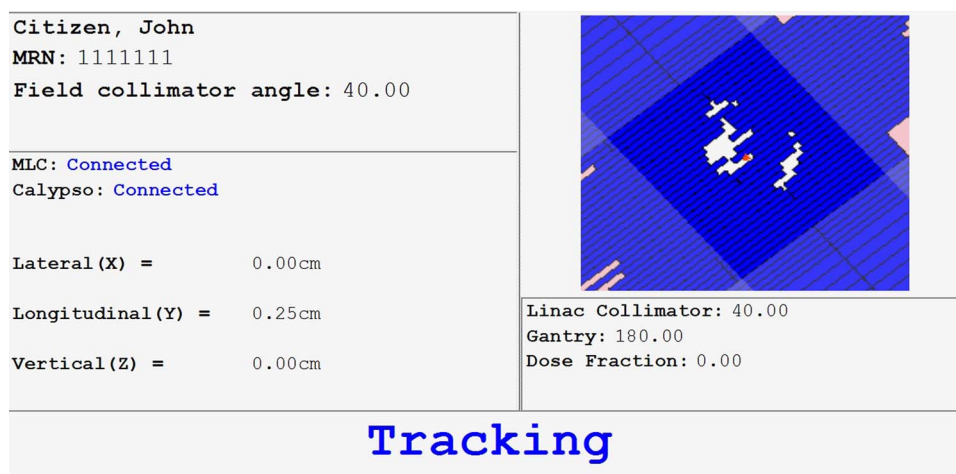 Citizen, John
MRN: 1111111
Field collimator angle: 40.00
MLC: Connected
Calypso: Connected
Lateral(X) = 0.00cm
Longitudinal(Y) = 0.25cm
Vertical(Z) = 0.00cm
Linac Collimator: 40.00
Gantry: 180.00
Dose Fraction: 0.00
Tracking